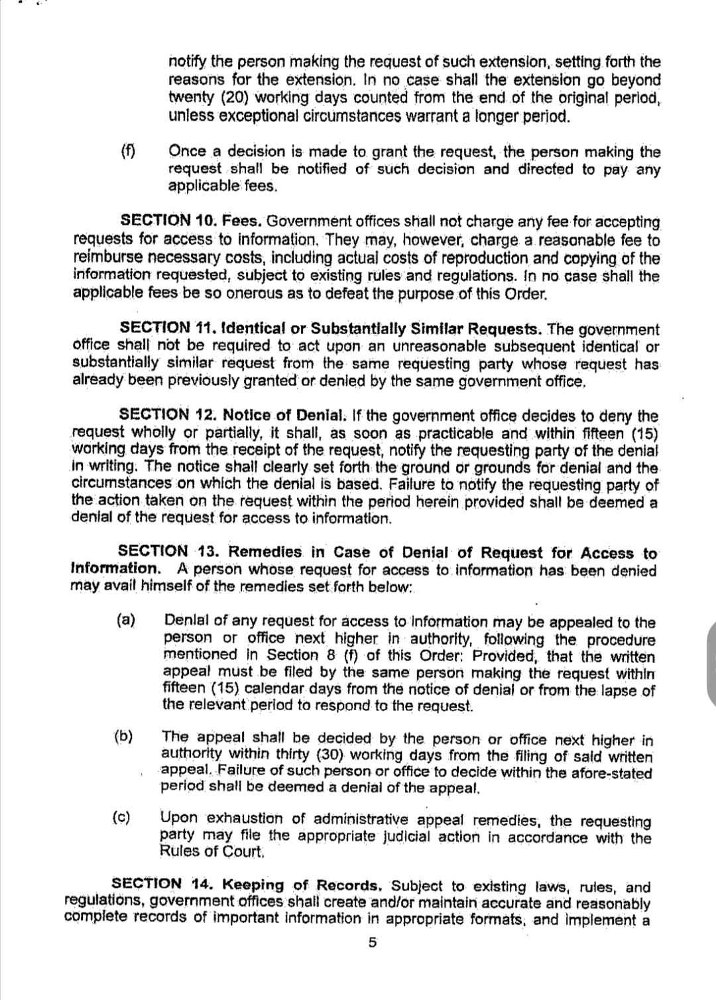 notify the person making the request of such extension, setting forth the
reasons for the extension. In no case shall the extension go beyond
twenty (20) working days counted from the end of the original period,
unless exceptional circumstances warrant a longer period.
(f) Once a decision is made to grant the request, the person making the
request shall be notified of such decision and directed to pay any
applicable fees.
SECTION 10. Fees. Government offices shall not charge any fee for accepting
requests for access to information. They may, however, charge a reasonable fee to
reimburse necessary costs, including actual costs of reproduction and copying of the
information requested, subject to existing rules and regulations. In no case shall the
applicable fees be so onerous as to defeat the purpose of this Order.
SECTION 11. Identical or Substantially Similar Requests. The government
office shall not be required to act upon an unreasonable subsequent identical or
substantially similar request from the same requesting party whose request has
already been previously granted or denied by the same government office.
SECTION 12. Notice of Denial. If the government office decides to deny the
request wholly or partially, it shall, as soon as practicable and within fifteen (15)
working days from the receipt of the request, notify the requesting party of the denial
in writing. The notice shall clearly set forth the ground or grounds for denial and the
circumstances on which the denial is based. Failure to notify the requesting party of
the action taken on the request within the period herein provided shall be deemed a
denial of the request for access to information.
SECTION 13. Remedies in Case of Denial of Request for Access to
Information. A person whose request for access to information has been denied
may avail himself of the remedies set forth below:
(a) Denial of any request for access to information may be appealed to the
person or office next higher in authority, following the procedure
mentioned in Section 8 (f) of this Order: Provided, that the written
appeal must be filed by the same person making the request within
fifteen (15) calendar days from the notice of denial or from the lapse of
the relevant period to respond to the request.
(b) The appeal shall be decided by the person or office next higher in
authority within thirty (30) working days from the filing of said written
appeal. Failure of such person or office to decide within the afore-stated
period shall be deemed a denial of the appeal.
(c) Upon exhaustion of administrative appeal remedies, the requesting
party may file the appropriate judicial action in accordance with the
Rules of Court.
SECTION 14. Keeping of Records. Subject to existing laws, rules, and
regulations, government offices shall create and/or maintain accurate and reasonably
complete records of important information in appropriate formats, and implement a
5